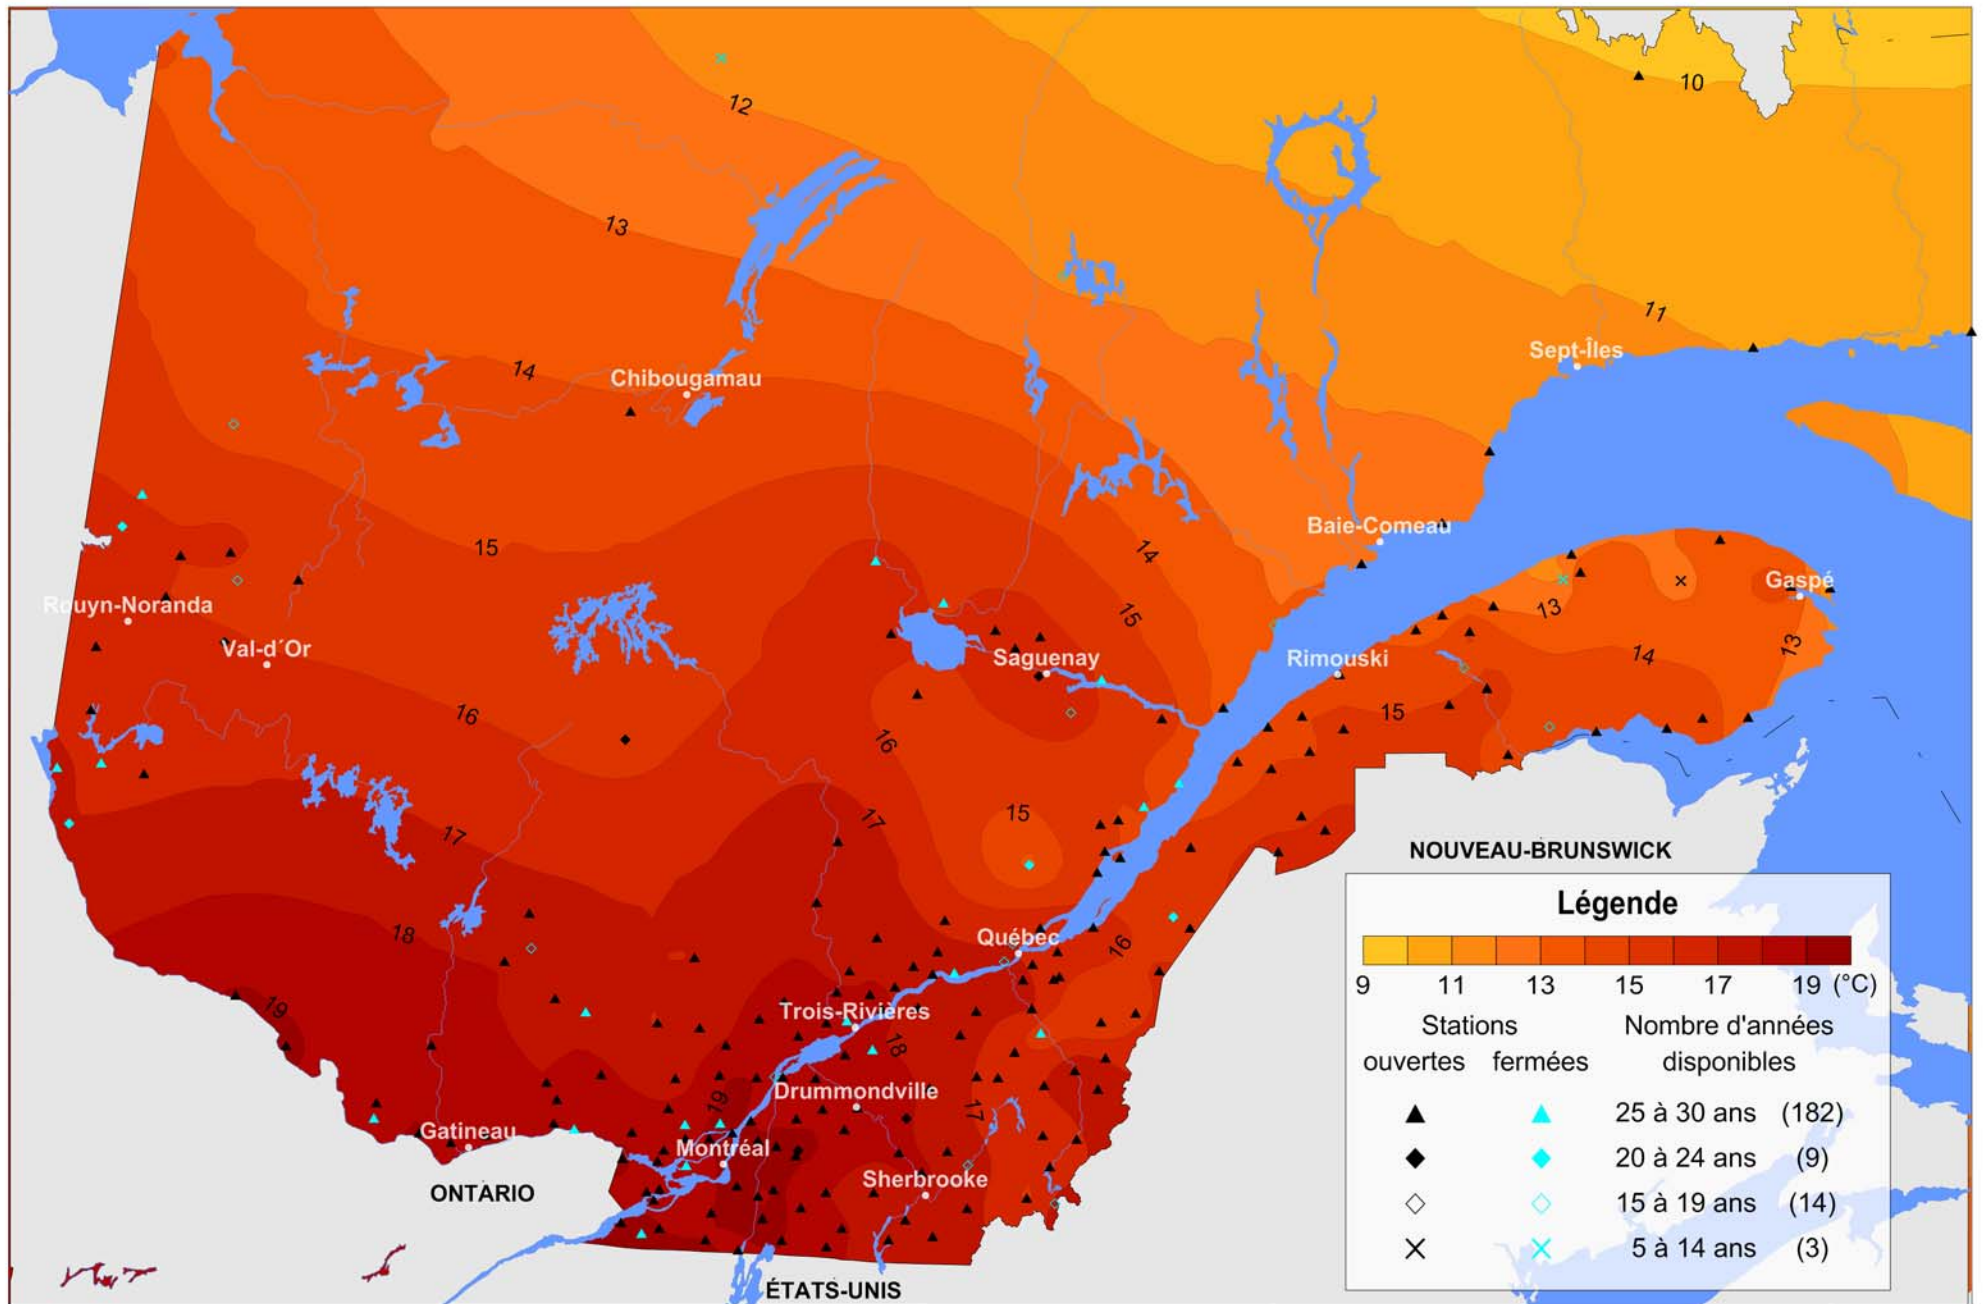 10
12
13
11
Sept-Îles
14
Chibougamau
15
14
Baie-Comeau
Gaspé
Rouyn-Noranda
15
13
Val-d´Or
Saguenay
Rimouski
14
13
16
16
15
15
17
17
NOUVEAU-BRUNSWICK
18
Québec
16
19
Trois-Rivières
17
18
Drummondville
19
17
Gatineau
Montréal
Sherbrooke
ONTARIO
ÉTATS-UNIS
Légende
9 11 13 15 17 19 (°C)
Stations
ouvertes fermées
Nombre d'années
disponibles
25 à 30 ans (182)
20 à 24 ans (9)
15 à 19 ans (14)
5 à 14 ans (3)